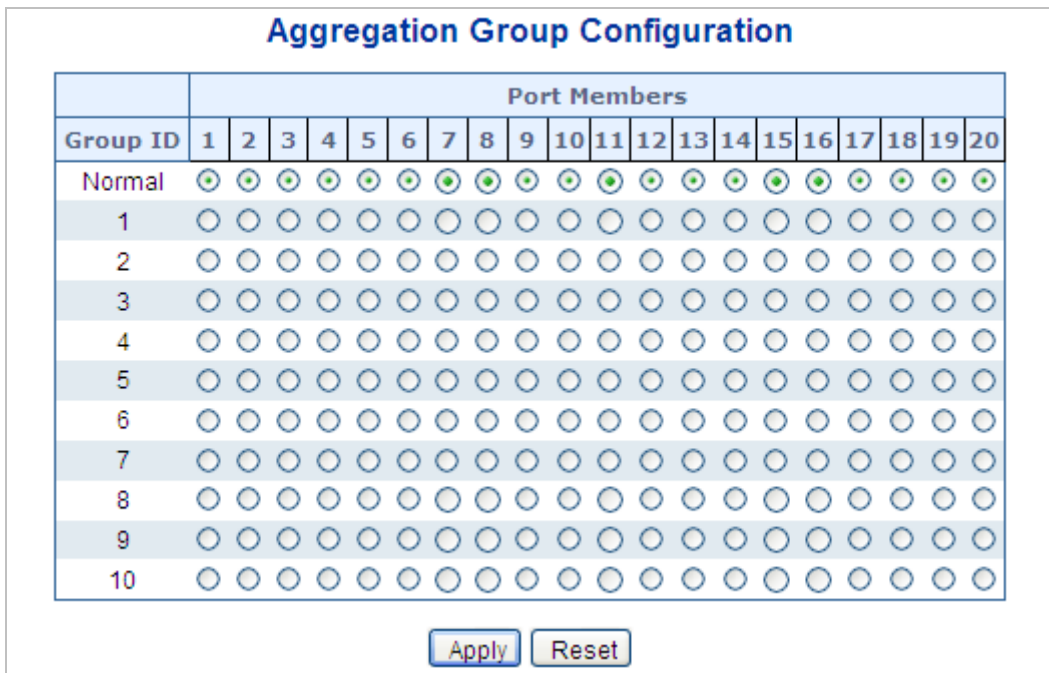 Aggregation Group Configuration
Port Members
Group ID 1 2 3 4 5 6 7 8 9 10 11 12 13 14 15 16 17 18 19 20
Normal
1
2
3
4
5
6
7
8
9
10
Apply Reset